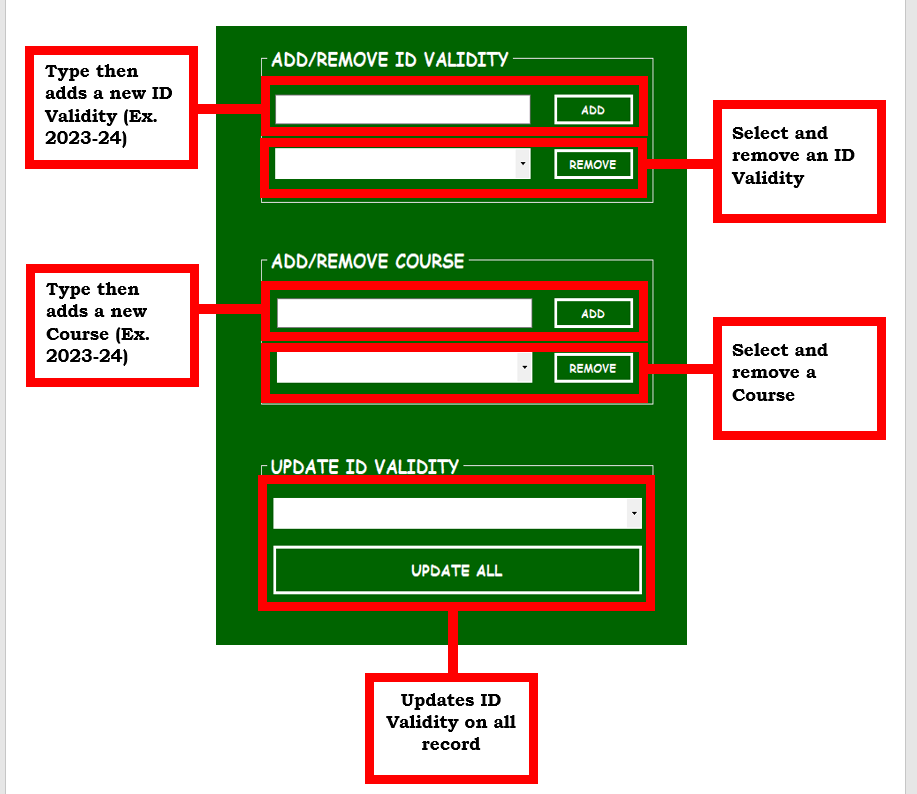 ADD/REMOVE ID VALIDITY
Type then
adds a new ID
Validity (Ex.
2023-24)
ADD
REMOVE
Select and
remove an ID
Validity
ADD/REMOVE COURSE
Type then
adds a new
Course (Ex.
2023-24)
ADD
REMOVE
Select and
remove a
Course
UPDATE ID VALIDITY
UPDATE ALL
Updates ID
Validity on all
record